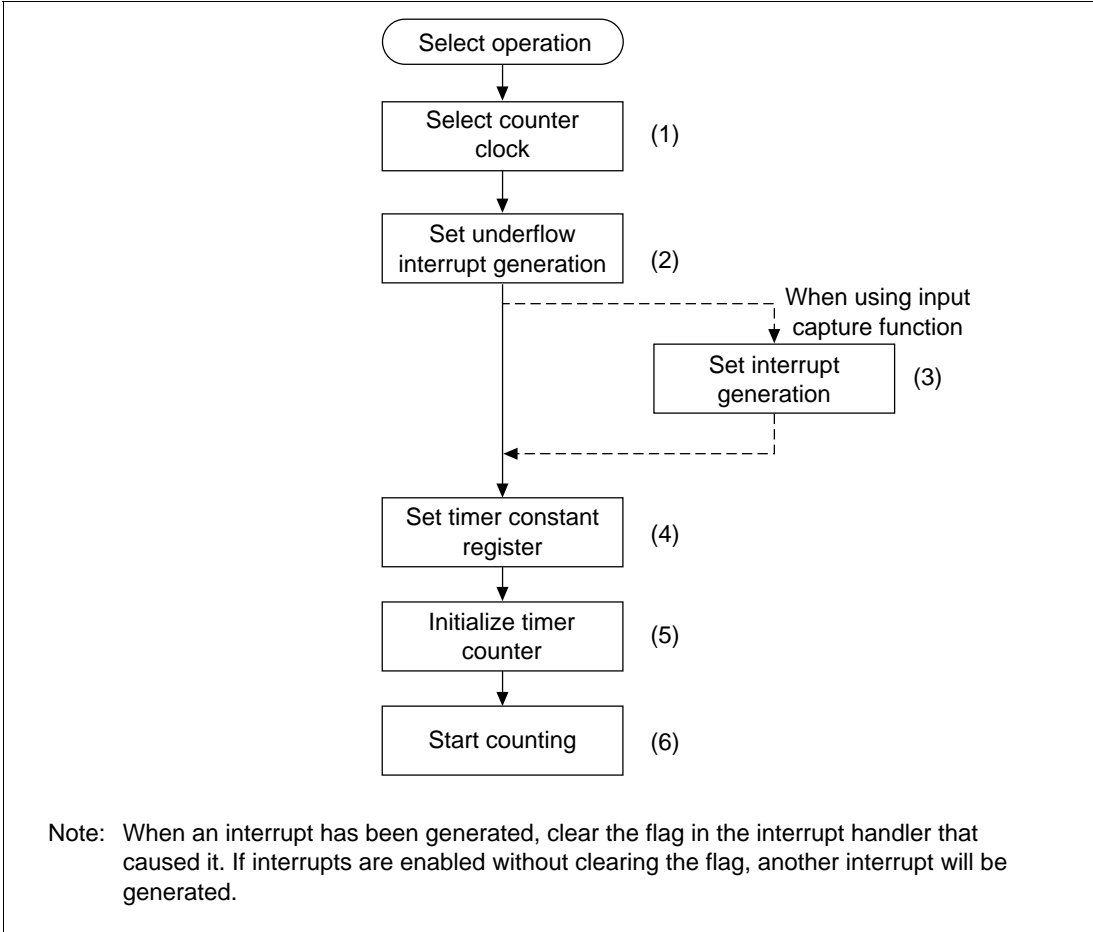 Select operation
Select counter
clock
(1)
Set underflow
interrupt generation
(2)
When using input
capture function
Set interrupt
generation
(3)
Set timer constant
register
(4)
Initialize timer
counter
(5)
Start counting
(6)
Note: When an interrupt has been generated, clear the flag in the interrupt handler that
caused it. If interrupts are enabled without clearing the flag, another interrupt will be
generated.